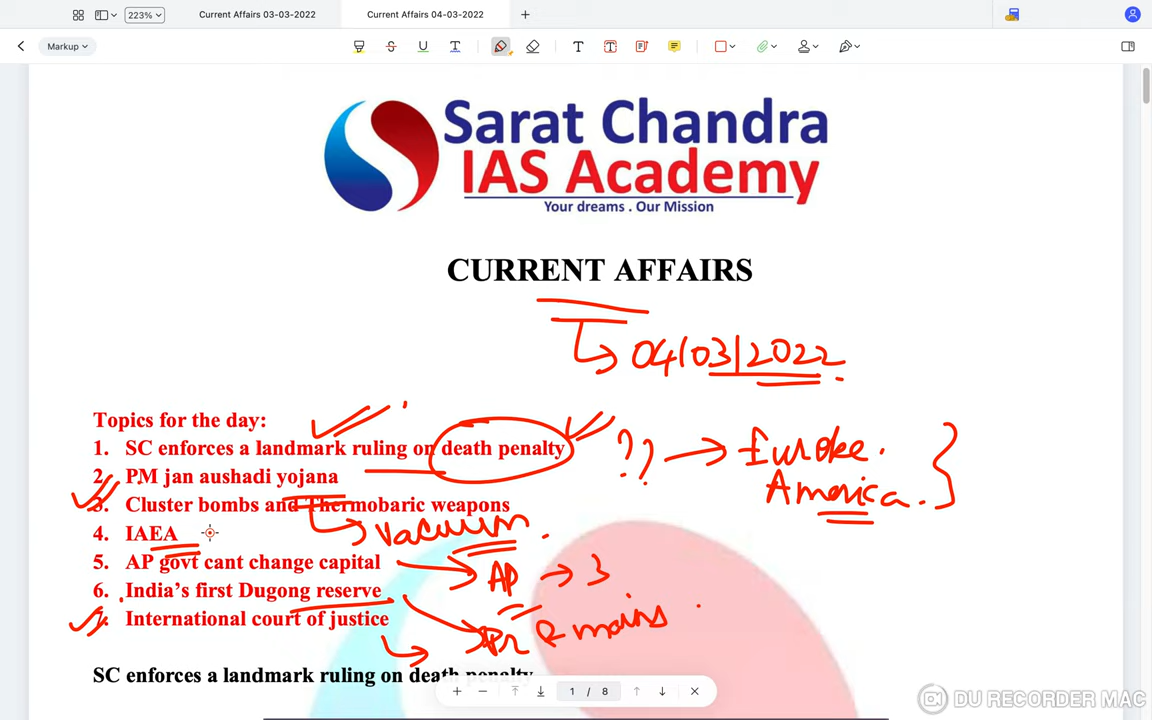 223%
Current Affairs 03-03-2022
Current Affairs 04-03-2022
Markup
Sarat Chandra
IAS Academy
Your dreams . Our Mission
CURRENT AFFAIRS
04/03/2022
Topics for the day:
1. SC enforces a landmark ruling on death penalty
?? → Europe.
America.
2. PM jan aushadi yojana
3. Cluster bombs and Thermobaric weapons
vacuum.
4. IAEA
5. AP govt cant change capital
AP → 3
6. India's first Dugong reserve
Pr & mains
7. International court of justice
SC enforces a landmark ruling on death penalty
1 / 8
DU RECORDER MAC